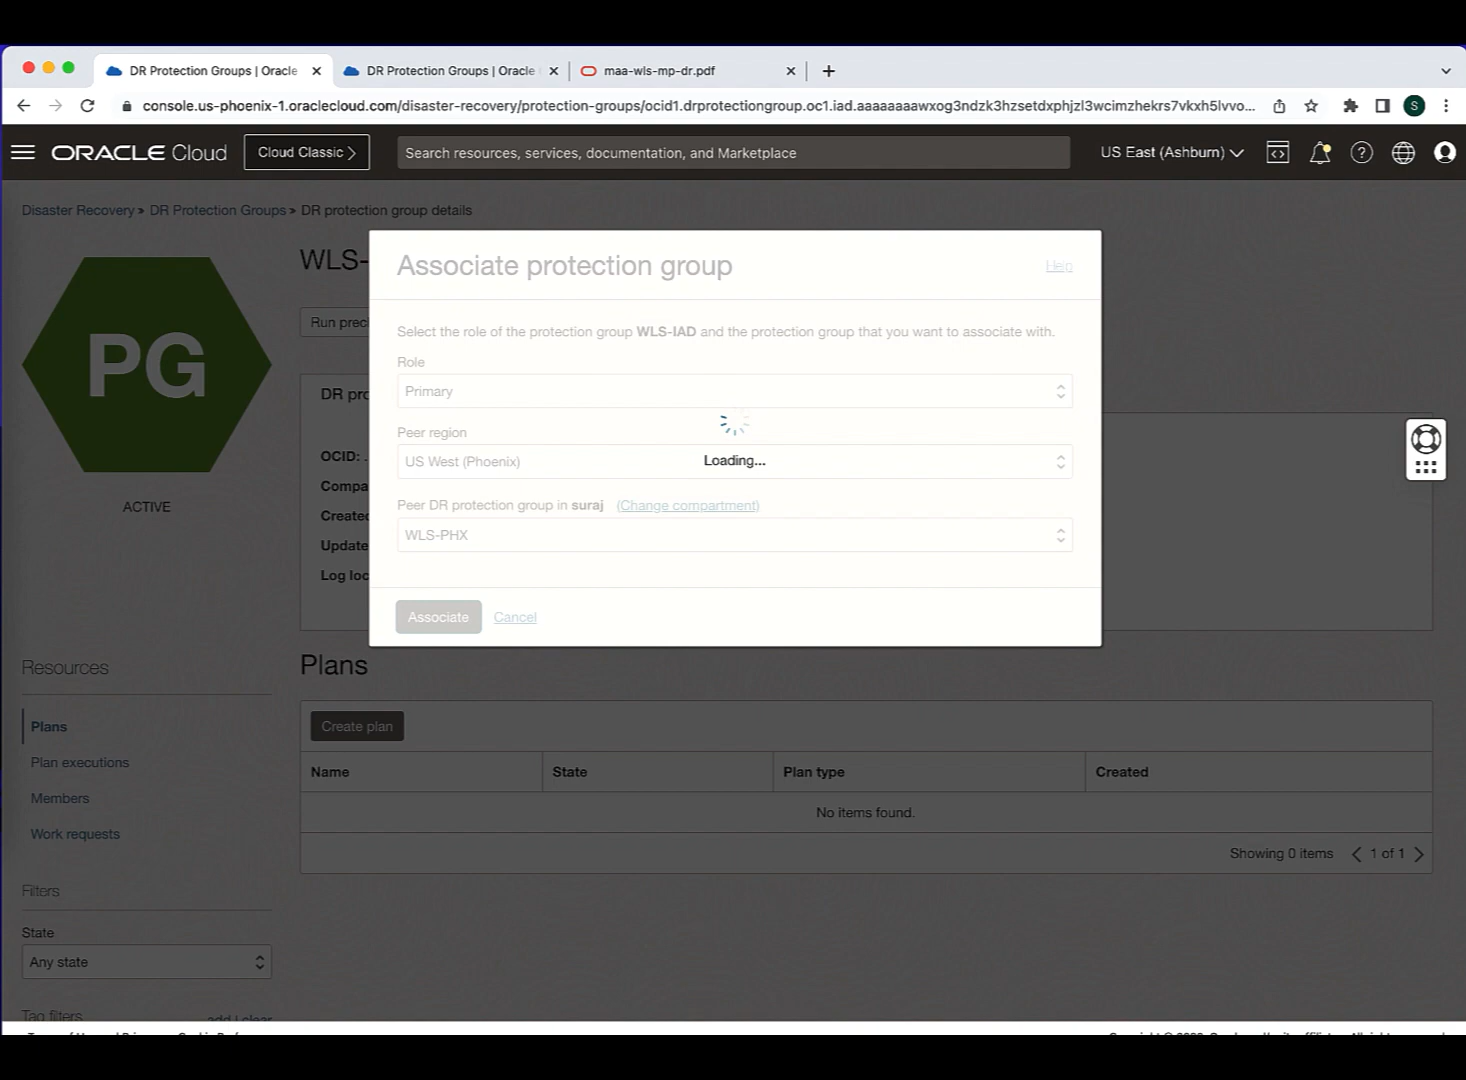 DR Protection Groups | Oracle
DR Protection Groups | Oracle
maa-wls-mp-dr.pdf
console.us-phoenix-1.oraclecloud.com/disaster-recovery/protection-groups/ocid1.drprotectiongroup.oc1.iad.aaaaaaaawxog3ndzk3hzsetdxphjzl3wcimzhekrs7vkxh5lvvo...
S
ORACLE Cloud
Cloud Classic >
Search resources, services, documentation, and Marketplace
US East (Ashburn)
Disaster Recovery » DR Protection Groups » DR protection group details
PG
ACTIVE
WLS-
Run prec
DR pro
OCID: .
Compa
Created
Update
Log loc
Associate protection group
Help
Select the role of the protection group WLS-IAD and the protection group that you want to associate with.
Role
Primary
Peer region
US West (Phoenix)
Loading...
Peer DR protection group in suraj (Change compartment)
WLS-PHX
Associate
Cancel
Resources
Plans
Plan executions
Members
Work requests
Filters
State
Any state
Tag filters
add | clear
Plans
Create plan
Name
State
Plan type
Created
No items found.
Showing 0 items
1 of 1